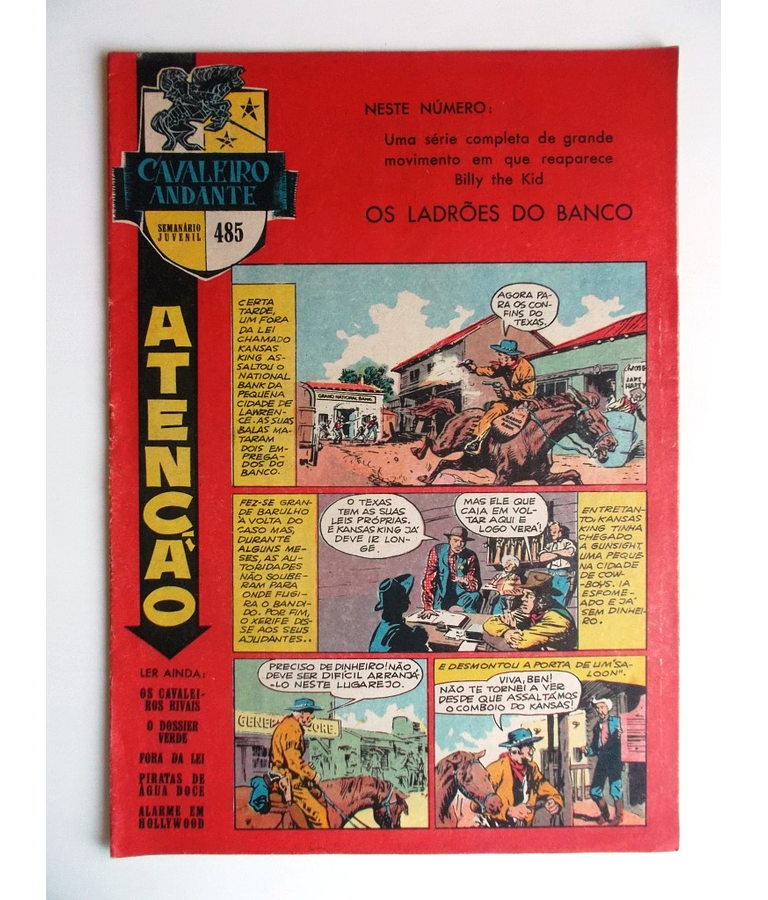 CAVALEIRO
ANDANTE
SEMANÁRIO
JUVENIL
485
ATENÇÃO
NESTE NÚMERO:
Uma série completa de grande
movimento em que reaparece
Billy the Kid
OS LADRÕES DO BANCO
CERTA
TARDE,
UM FORA
DA LEI
CHAMADO
KANSAS
KING AS-
SALTOU O
NATIONAL
BANK DA
PEQUENA
CIDADE DE
LAWREN-
CE. AS SUAS
BALAS MA-
TARAM
DOIS EM-
PREGA-
DOS DO
BANCO.
AGORA PA-
RA OS CON-
FINS DO
TEXAS.
GRAND NATIONAL BANK
FEZ-SE GRAN-
DE BARULHO
À VOLTA DO
CASO MAS,
DURANTE
ALGUNS ME-
SES, AS AU-
TORIDADES
NÃO SOUBE-
RAM PARA
ONDE FUGI-
RA O BANDI-
DO. POR FIM,
O XERIFE DIS-
SE AOS SEUS
AJUDANTES..
O TEXAS
TEM AS SUAS
LEIS PRÓPRIAS.
E KANSAS KING JÁ
DEVE IR LON-
GE.
MAS ELE QUE
CAIA EM VOL-
TAR AQUI E
LOGO VERÁ!
ENTRETAN-
TO, KANSAS
KING TINHA
CHEGADO
A GUNSIGHT,
UMA PEQUE-
NA CIDADE
DE COW-
BOYS. IA
ESFOME-
ADO E JÁ
SEM DINHEI-
RO.
PRECISO DE DINHEIRO! NÃO
DEVE SER DIFÍCIL ARRANJÁ-
-LO NESTE LUGAREJO.
GENERAL STORE
E DESMONTOU À PORTA DE UM "SA-
LOON".
VIVA, BEN!
NÃO TE TORNEI A VER
DESDE QUE ASSALTÁMOS
O COMBOIO DO KANSAS!
LER AINDA:
OS CAVALEI-
ROS RIVAIS
O DOSSIER
VERDE
FORA DA LEI
PIRATAS DE
ÁGUA DOCE
ALARME EM
HOLLYWOOD